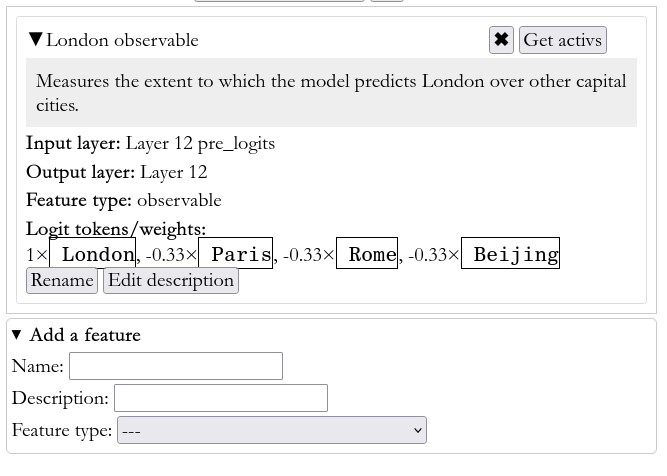 ▼London observable ✖ Get activs
Measures the extent to which the model predicts London over other capital
cities.
Input layer: Layer 12 pre_logits
Output layer: Layer 12
Feature type: observable
Logit tokens/weights:
1× London, -0.33× Paris, -0.33× Rome, -0.33× Beijing
Rename Edit description
▼ Add a feature
Name:
Description:
Feature type: ---